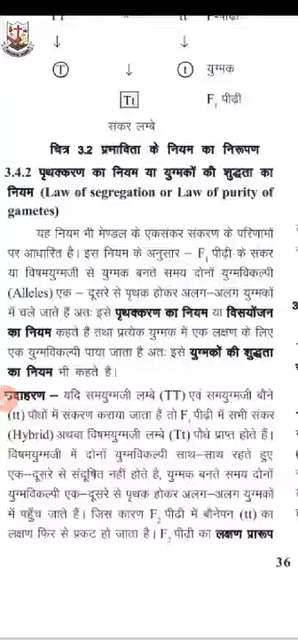 T t युग्मक
Tt F₁ पीढ़ी
संकर लम्बे
चित्र 3.2 प्रभाविता के नियम का निरूपण
3.4.2 पृथक्करण का नियम या युग्मकों की शुद्धता का
नियम (Law of segregation or Law of purity of
gametes)
यह नियम भी मेण्डल के एकसंकर संकरण के परिणामों
पर आधारित है। इस नियम के अनुसार – F₁ पीढ़ी के संकर
या विषमयुग्मजी से युग्मक बनते समय दोनों युग्मविकल्पी
(Alleles) एक – दूसरे से पृथक होकर अलग-अलग युग्मकों
में चले जाते हैं अतः इसे पृथक्करण का नियम या विसंयोजन
का नियम कहते हैं तथा प्रत्येक युग्मक में एक लक्षण के लिए
एक युग्मविकल्पी पाया जाता है अतः इसे युग्मकों की शुद्धता
का नियम भी कहते है।
उदाहरण – यदि समयुग्मजी लम्बे (TT) एवं समयुग्मजी बौने
(tt) पौधों में संकरण कराया जाता हैं तो F₁ पीढ़ी में सभी संकर
(Hybrid) अथवा विषमयुग्मजी लम्बे (Tt) पौधे प्राप्त होते हैं।
विषमयुग्मजी में दोनों युग्मविकल्पी साथ-साथ रहते हुए
एक-दूसरे से संदूषित नहीं होते है, युग्मक बनते समय दोनों
युग्मविकल्पी एक-दूसरे से पृथक होकर अलग-अलग युग्मकों
में पहुँच जाते हैं। जिस कारण F₂ पीढ़ी में बौनेपन (tt) का
लक्षण फिर से प्रकट हो जाता है। F₂ पीढ़ी का लक्षण प्रारूप
36